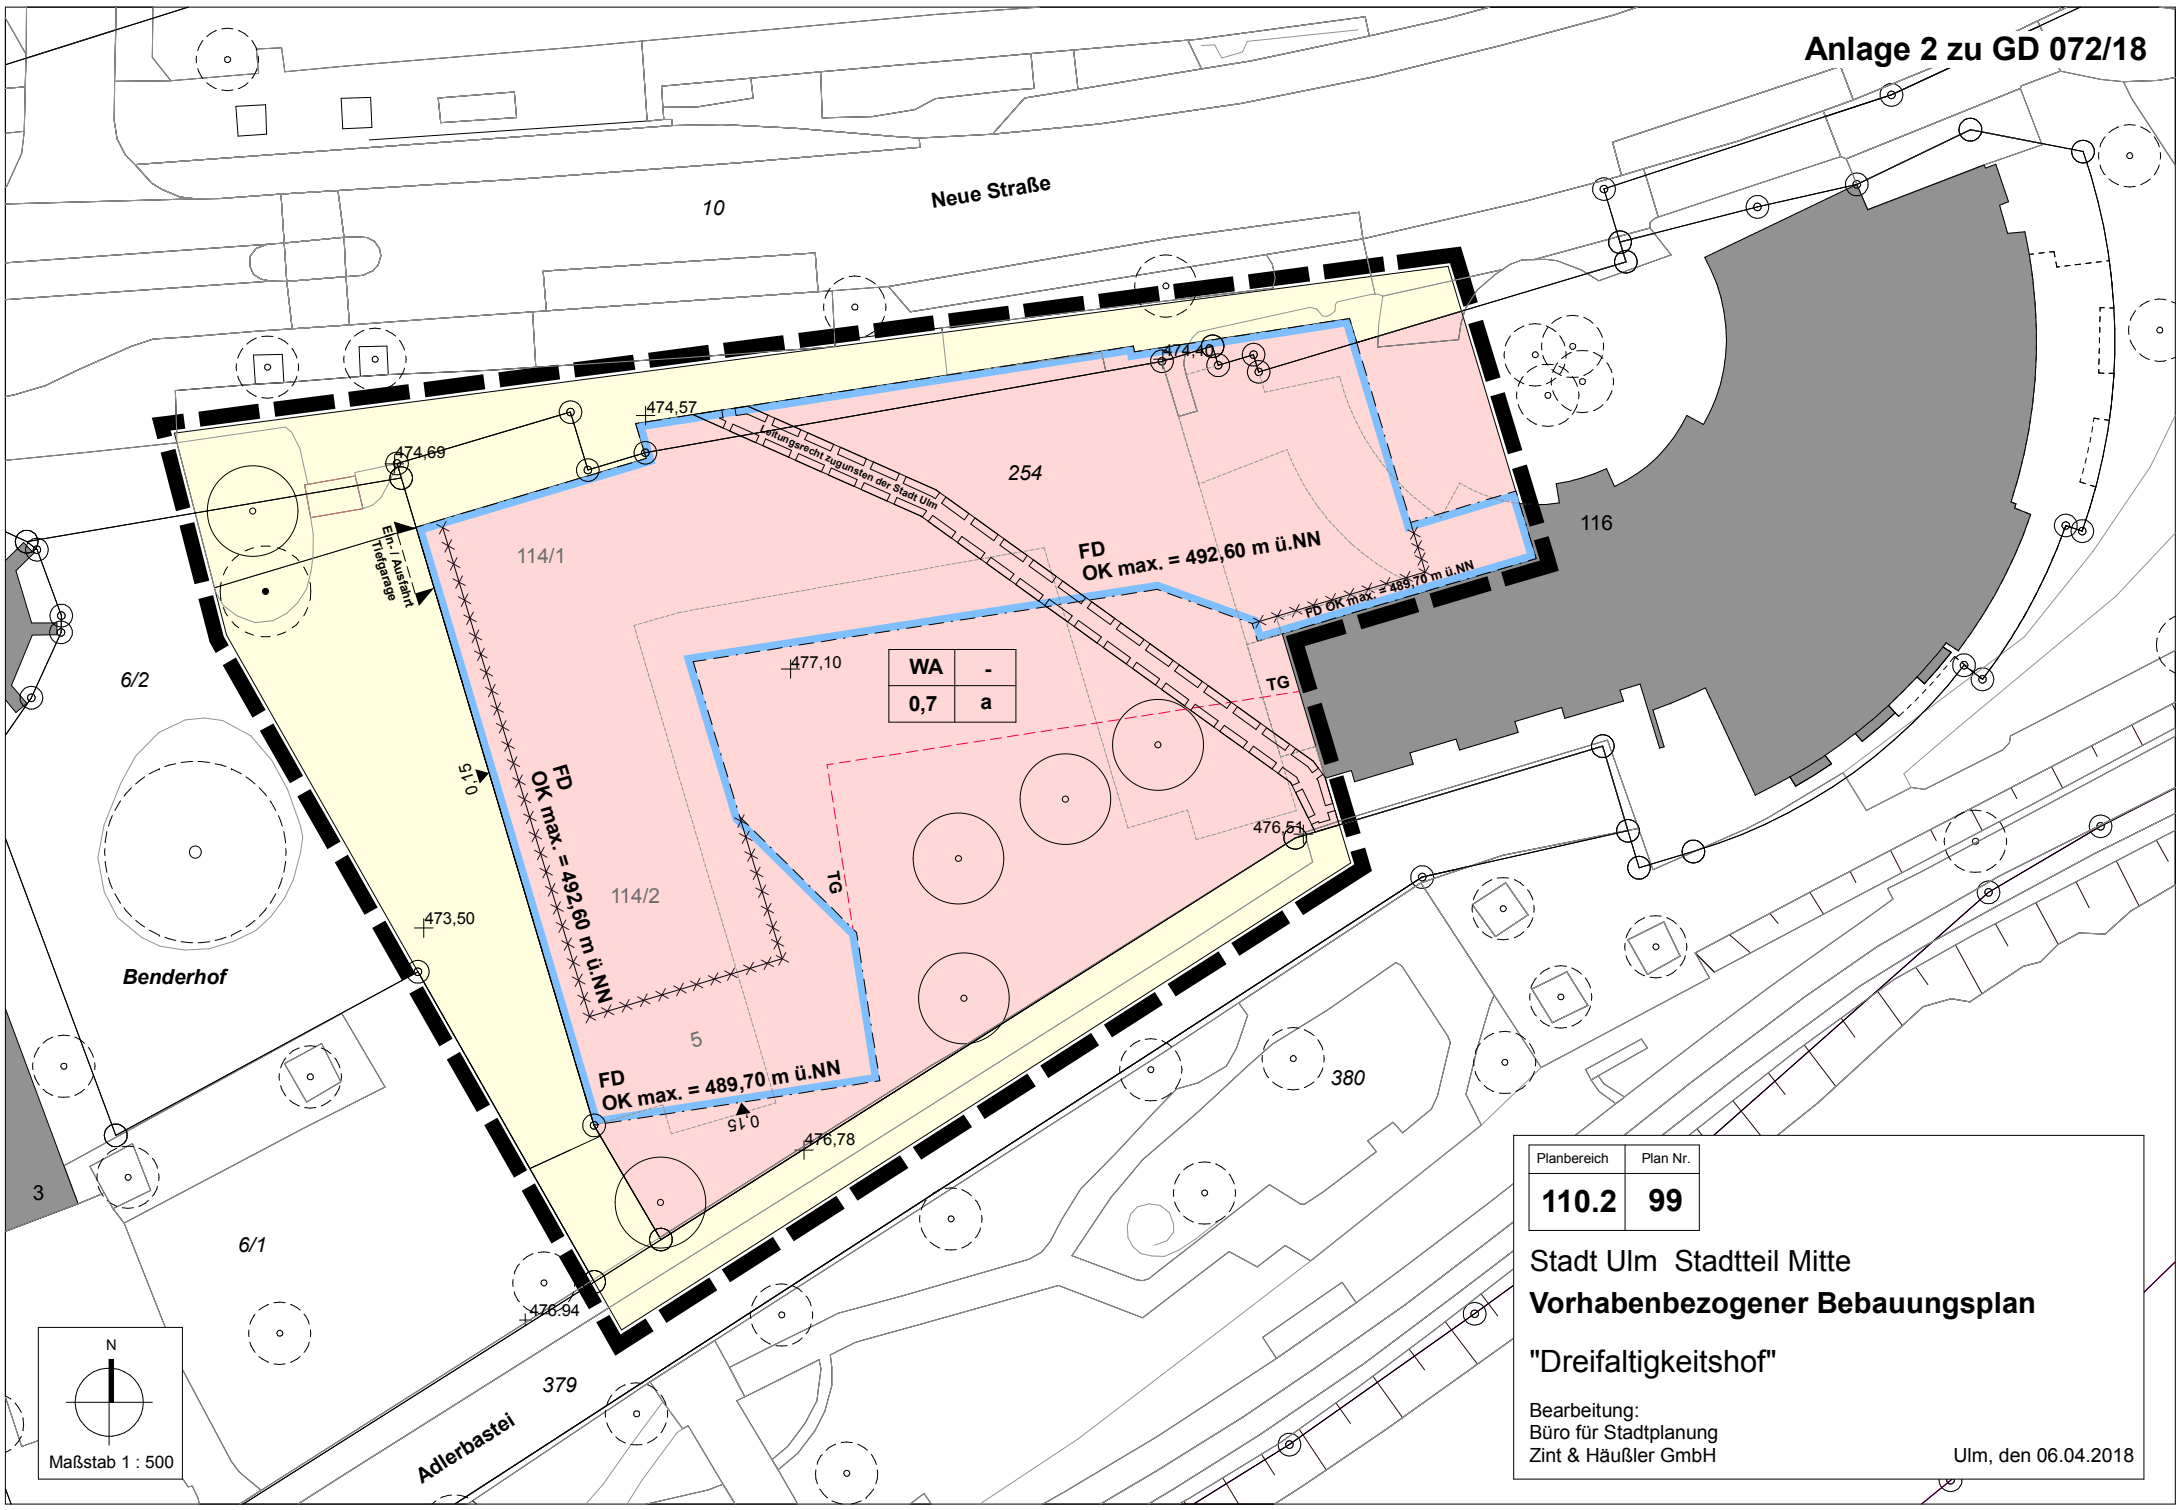 Anlage 2 zu GD 072/18
Neue Straße
10
474,40
474,57
474,69
Leitungsrecht zugunsten der Stadt Ulm
254
116
Ein- / Ausfahrt
Tiefgarage
114/1
FD
OK max. = 492,60 m ü.NN
FD OK max. = 489,70 m ü.NN
6/2
477,10
WA -
0,7 a
TG
0,15
FD
OK max. = 492,60 m ü.NN
476,51
TG
114/2
473,50
Benderhof
5
FD
OK max. = 489,70 m ü.NN
0,15
380
476,78
3
6/1
476.94
379
Adlerbastei
N
Maßstab 1 : 500
Planbereich Plan Nr.
110.2 99
Stadt Ulm Stadtteil Mitte
Vorhabenbezogener Bebauungsplan
"Dreifaltigkeitshof"
Bearbeitung:
Büro für Stadtplanung
Zint & Häußler GmbH
Ulm, den 06.04.2018